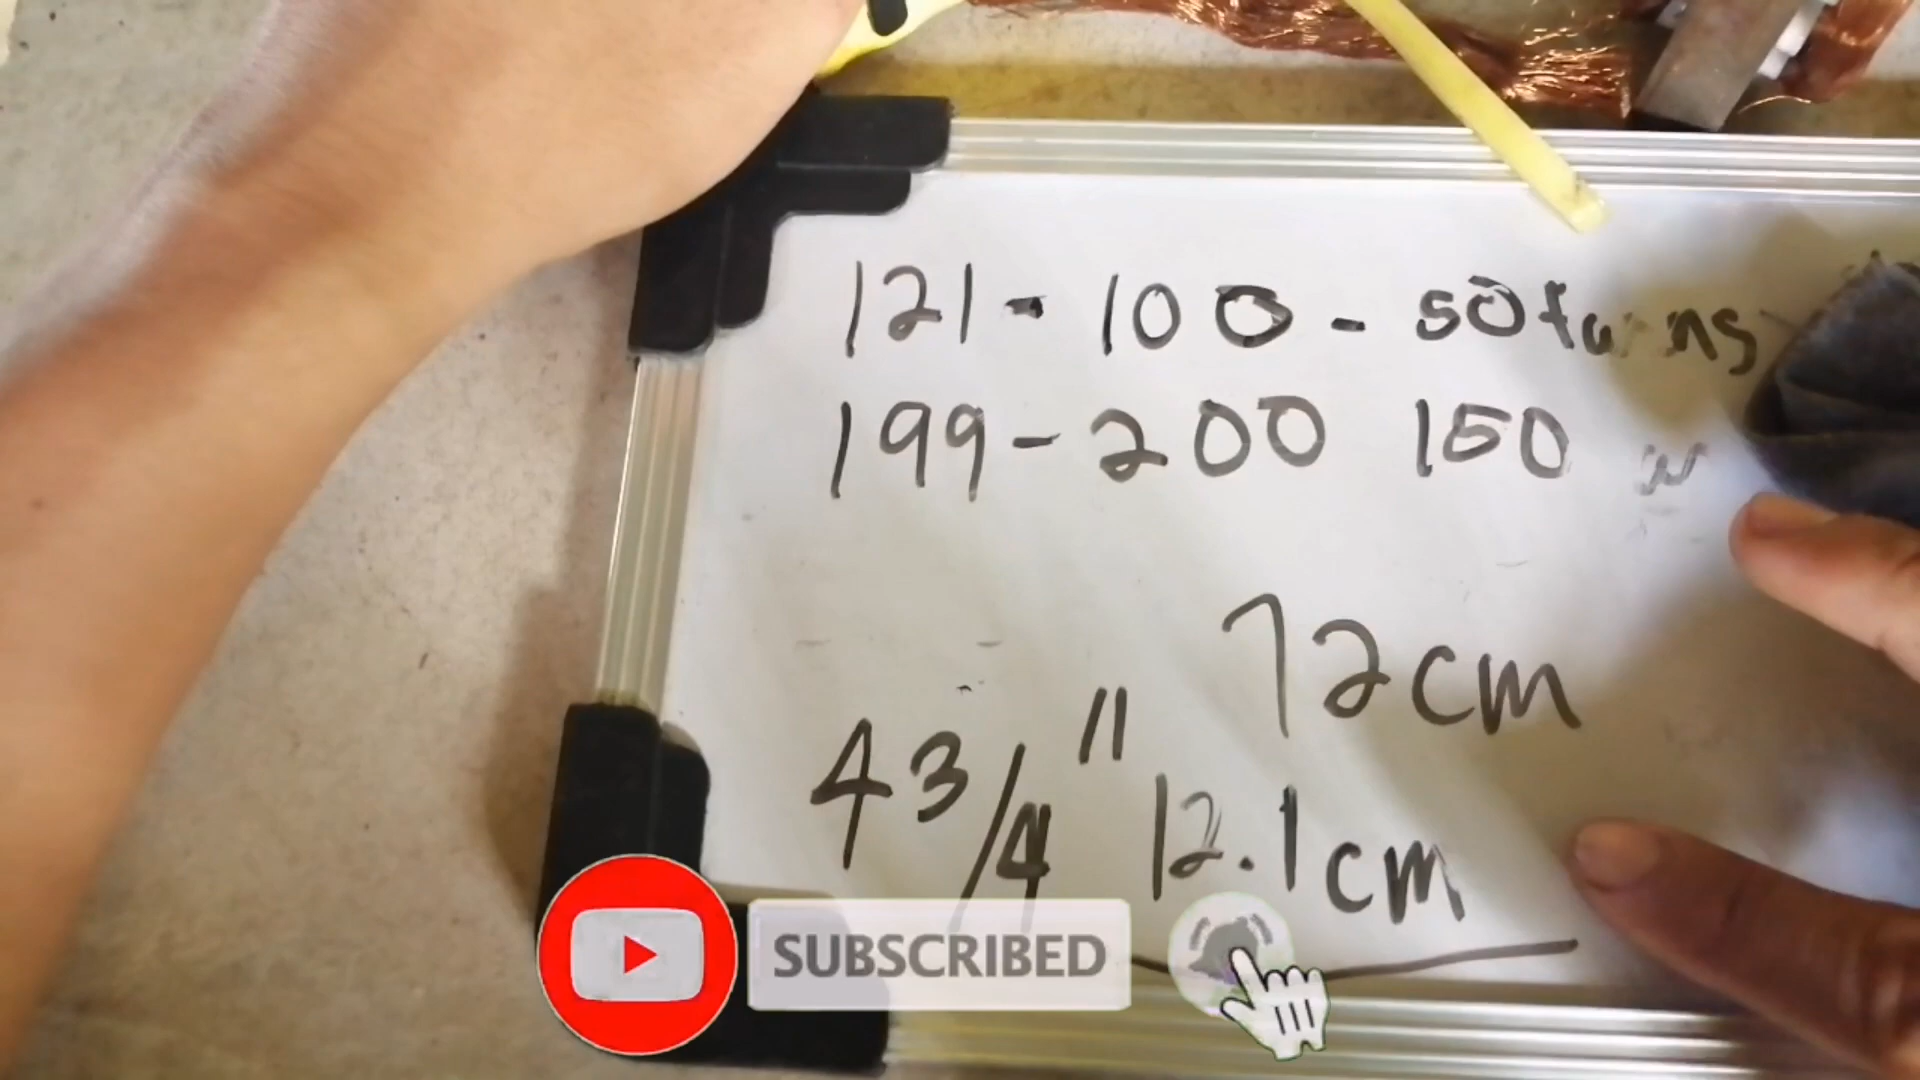 121 - 100 - 50 turns
199 - 200 150
72cm
4 3/4" 12.1cm
SUBSCRIBED